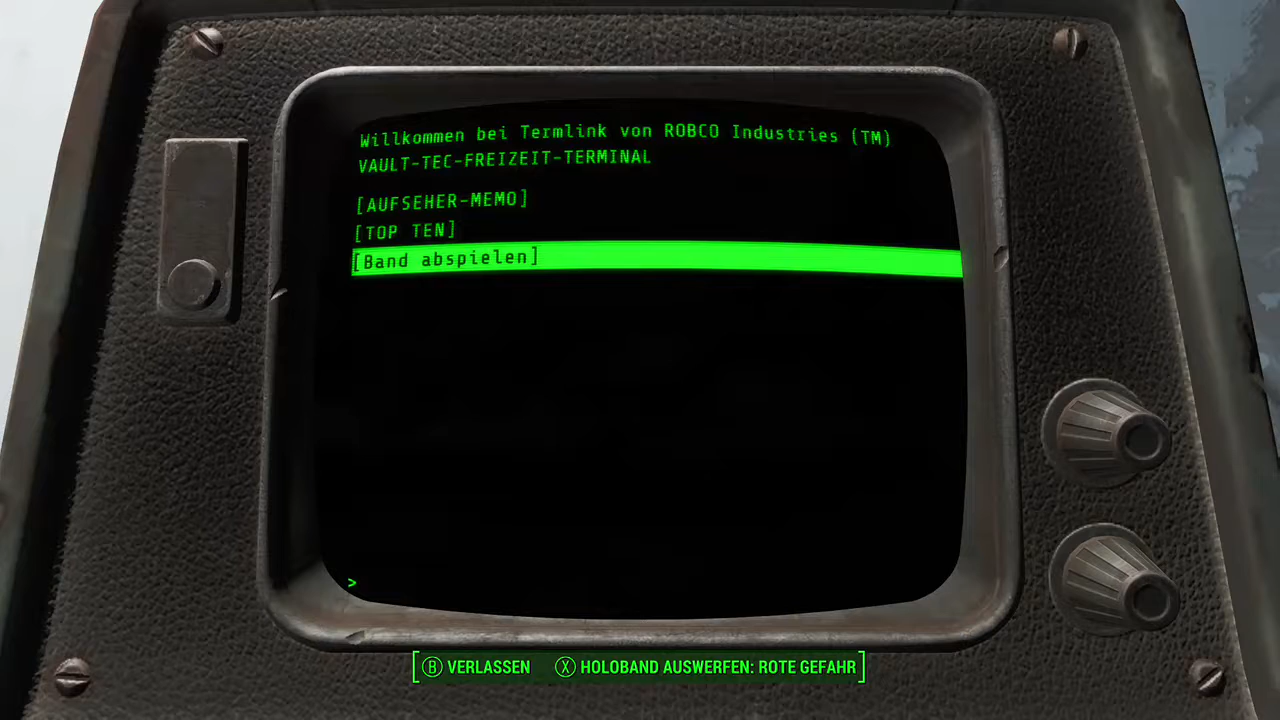 Willkommen bei Termlink von ROBCO Industries (TM)
VAULT-TEC-FREIZEIT-TERMINAL
[AUFSEHER-MEMO]
[TOP TEN]
[Band abspielen]
>
[Ⓑ VERLASSEN Ⓧ HOLOBAND AUSWERFEN: ROTE GEFAHR]